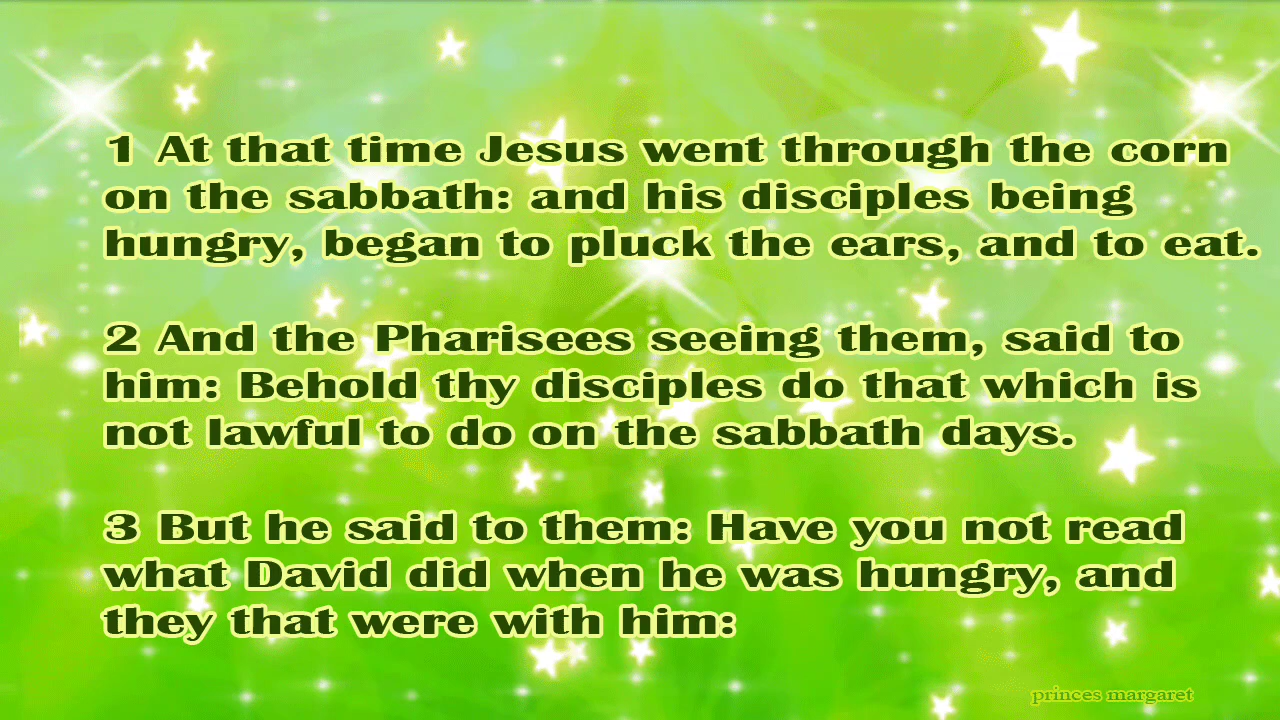 1 At that time Jesus went through the corn
on the sabbath: and his disciples being
hungry, began to pluck the ears, and to eat.
2 And the Pharisees seeing them, said to
him: Behold thy disciples do that which is
not lawful to do on the sabbath days.
3 But he said to them: Have you not read
what David did when he was hungry, and
they that were with him:
princes margaret